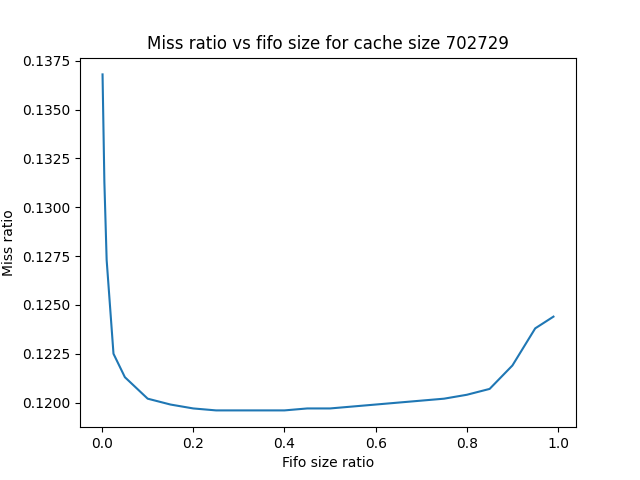 Miss ratio vs fifo size for cache size 702729
0.1375
0.1350
0.1325
0.1300
0.1275
0.1250
0.1225
0.1200
Miss ratio
0.0 0.2 0.4 0.6 0.8 1.0
Fifo size ratio